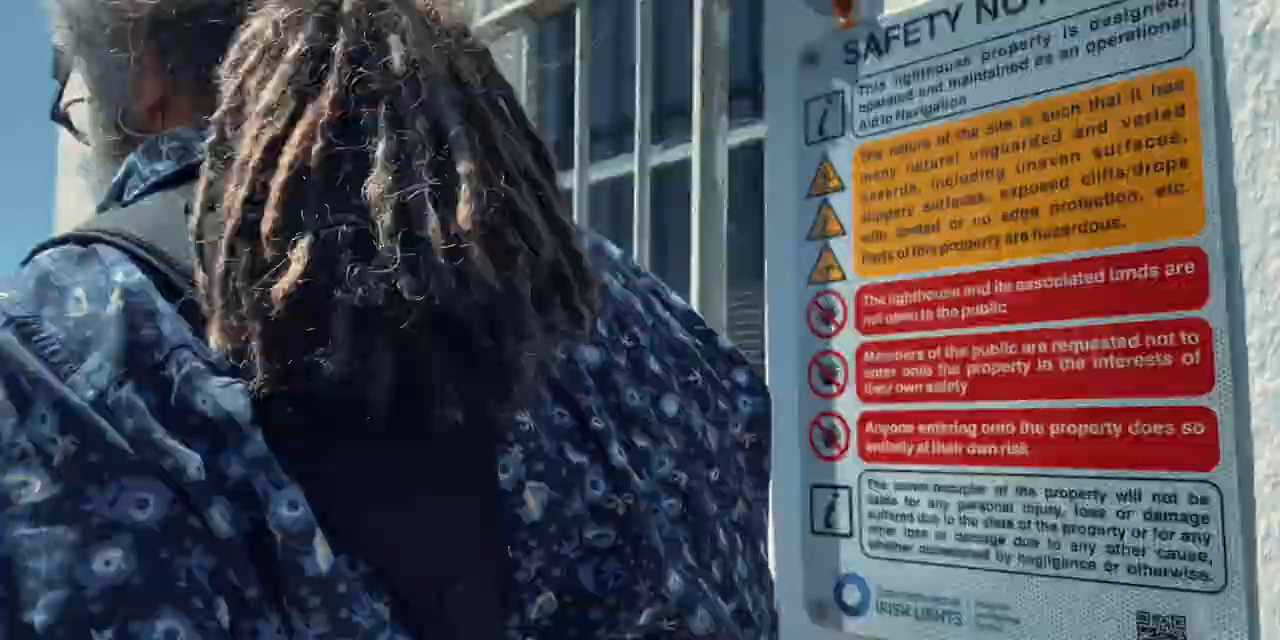 SAFETY NOT
This lighthouse property is designed,
operated and maintained as an operational
Aid to Navigation
The nature of the site is such that it has
many natural unguarded and varied
hazards, including uneven surfaces,
slippery surfaces, exposed cliffs/drops
with limited or no edge protection, etc.
Parts of this property are hazardous.
The lighthouse and its associated lands are
not open to the public
Members of the public are requested not to
enter onto the property in the interests of
their own safety
Anyone entering onto the property does so
entirely at their own risk
The owner/occupier of the property will not be
liable for any personal injury, loss or damage
suffered due to the state of the property or for any
other loss or damage due to any other cause,
whether occasioned by negligence or otherwise.
IRISH LIGHTS